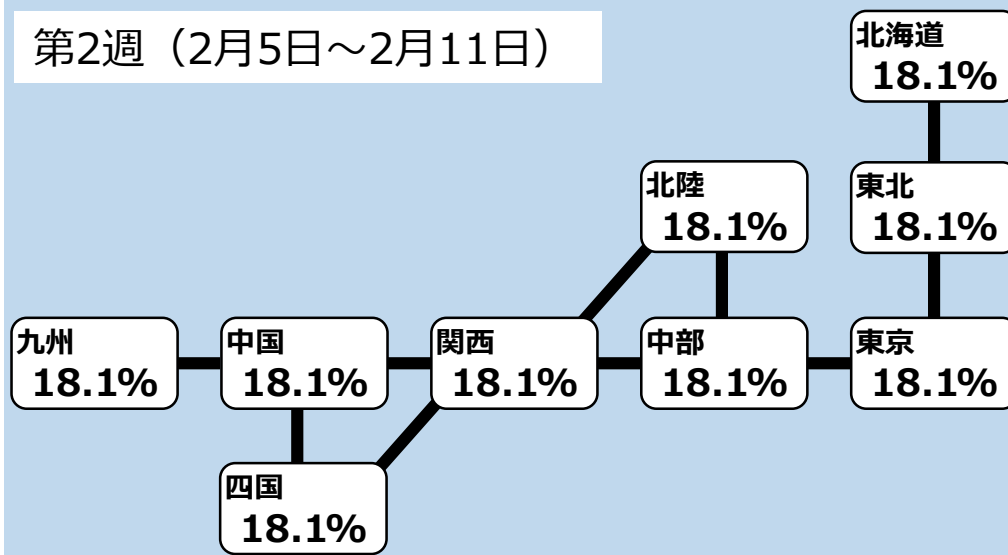 第2週（2月5日～2月11日）
北海道
18.1%
北陸
18.1%
東北
18.1%
九州
18.1%
中国
18.1%
関西
18.1%
中部
18.1%
東京
18.1%
四国
18.1%